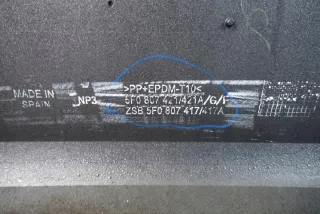 >PP+EPDM-T10<
MADE IN
SPAIN
NP3
5F0 807 421/421A/G/
ZSB 5F0 807 417/417A